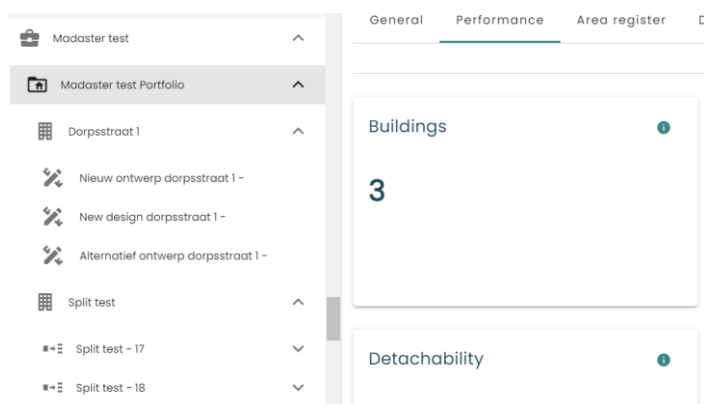 Madaster test
Madaster test Portfolio
Dorpsstraat 1
Nieuw ontwerp dorpsstraat 1 -
New design dorpsstraat 1 -
Alternatief ontwerp dorpsstraat 1 -
Split test
Split test - 17
Split test - 18
General Performance Area register
Buildings
3
Detachability